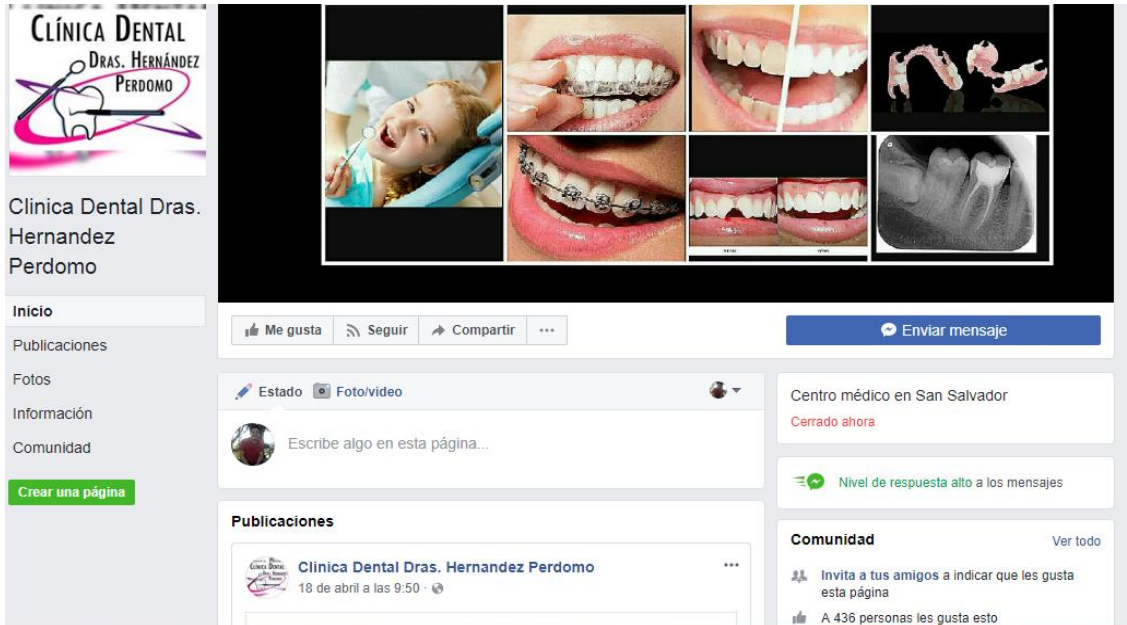 CLÍNICA DENTAL
DRAS. HERNÁNDEZ
PERDOMO
Clinica Dental Dras.
Hernandez
Perdomo
Inicio
Publicaciones
Fotos
Información
Comunidad
Crear una página
a
Me gusta
Seguir
Compartir
Enviar mensaje
Estado
Foto/video
Escribe algo en esta página...
Publicaciones
CLÍNICA DENTAL
Clinica Dental Dras. Hernandez Perdomo
18 de abril a las 9:50 ·
Centro médico en San Salvador
Cerrado ahora
Nivel de respuesta alto a los mensajes
Comunidad
Ver todo
Invita a tus amigos a indicar que les gusta
esta página
A 436 personas les gusta esto